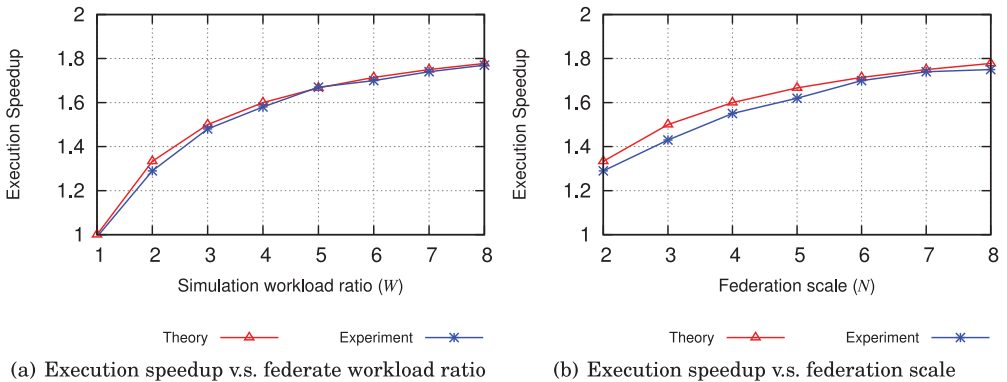 2
1.8
1.6
1.4
1.2
1
Execution Speedup
1 2 3 4 5 6 7 8
Simulation workload ratio (W)
Theory Experiment
(a) Execution speedup v.s. federate workload ratio
2
1.8
1.6
1.4
1.2
1
Execution Speedup
2 3 4 5 6 7 8
Federation scale (N)
Theory Experiment
(b) Execution speedup v.s. federation scale